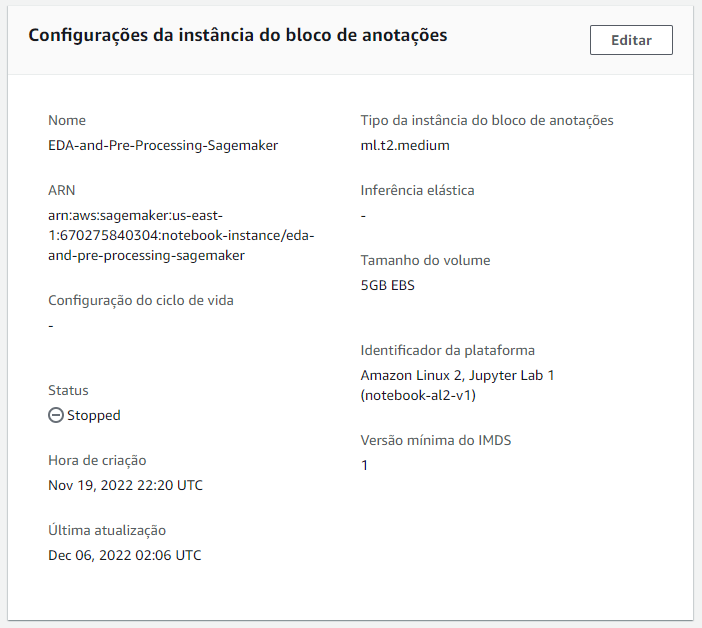 Configurações da instância do bloco de anotações
Editar
Nome
EDA-and-Pre-Processing-Sagemaker
ARN
arn:aws:sagemaker:us-east-
1:670275840304:notebook-instance/eda-
and-pre-processing-sagemaker
Configuração do ciclo de vida
-
Status
Stopped
Hora de criação
Nov 19, 2022 22:20 UTC
Última atualização
Dec 06, 2022 02:06 UTC
Tipo da instância do bloco de anotações
ml.t2.medium
Inferência elástica
-
Tamanho do volume
5GB EBS
Identificador da plataforma
Amazon Linux 2, Jupyter Lab 1
(notebook-al2-v1)
Versão mínima do IMDS
1